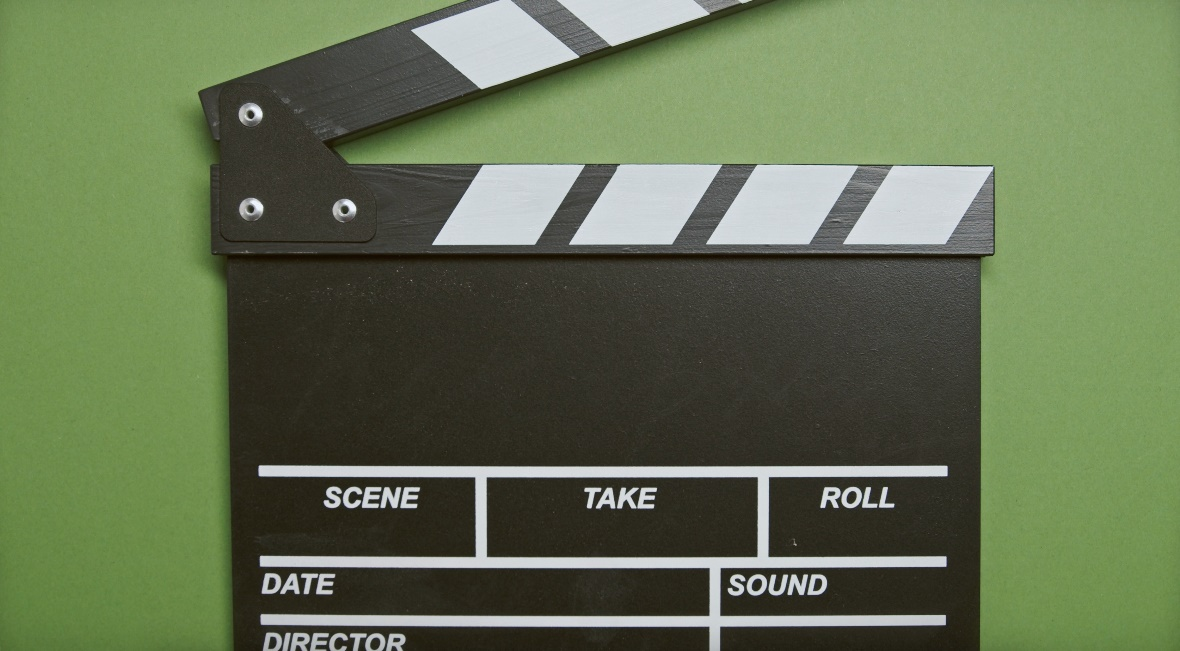 SCENE TAKE ROLL
DATE SOUND
DIRECTOR